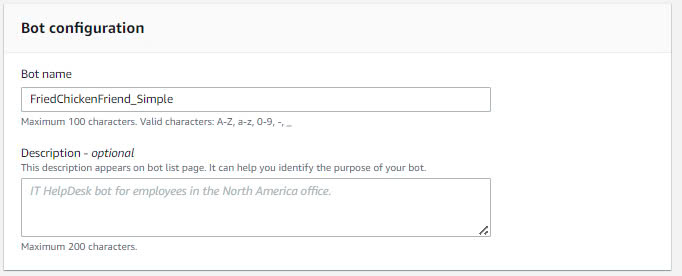 Bot configuration
Bot name
FriedChickenFriend_Simple
Maximum 100 characters. Valid characters: A-Z, a-z, 0-9, -, _
Description - optional
This description appears on bot list page. It can help you identify the purpose of your bot.
IT HelpDesk bot for employees in the North America office.
Maximum 200 characters.